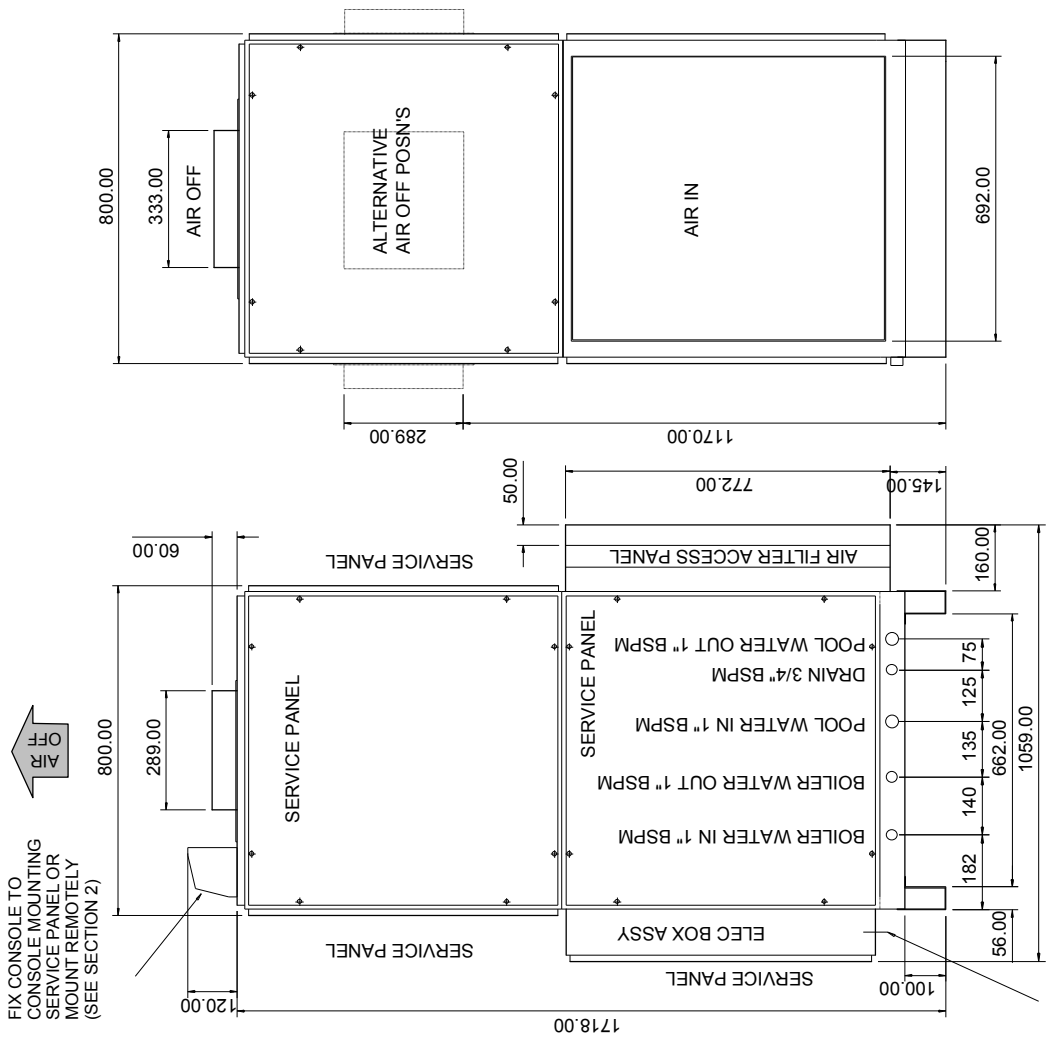 800.00
333.00
AIR OFF
ALTERNATIVE
AIR OFF POSN'S
AIR IN
692.00
289.00
1170.00
FIX CONSOLE TO
CONSOLE MOUNTING
SERVICE PANEL OR
MOUNT REMOTELY
(SEE SECTION 2)
AIR
OFF
800.00
289.00
60.00
120.00
SERVICE PANEL
SERVICE PANEL
SERVICE PANEL
50.00
772.00
145.00
AIR FILTER ACCESS PANEL
SERVICE PANEL
POOL WATER OUT 1" BSPM
DRAIN 3/4" BSPM
POOL WATER IN 1" BSPM
BOILER WATER OUT 1" BSPM
BOILER WATER IN 1" BSPM
ELEC BOX ASSY
SERVICE PANEL
160.00
75
125
135
140
182
662.00
1059.00
56.00
100.00
1718.00